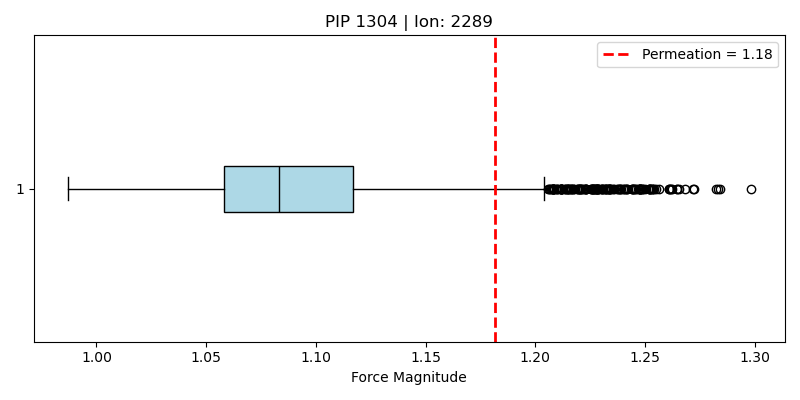 PIP 1304 | Ion: 2289
Permeation = 1.18
1
1.00 1.05 1.10 1.15 1.20 1.25 1.30
Force Magnitude